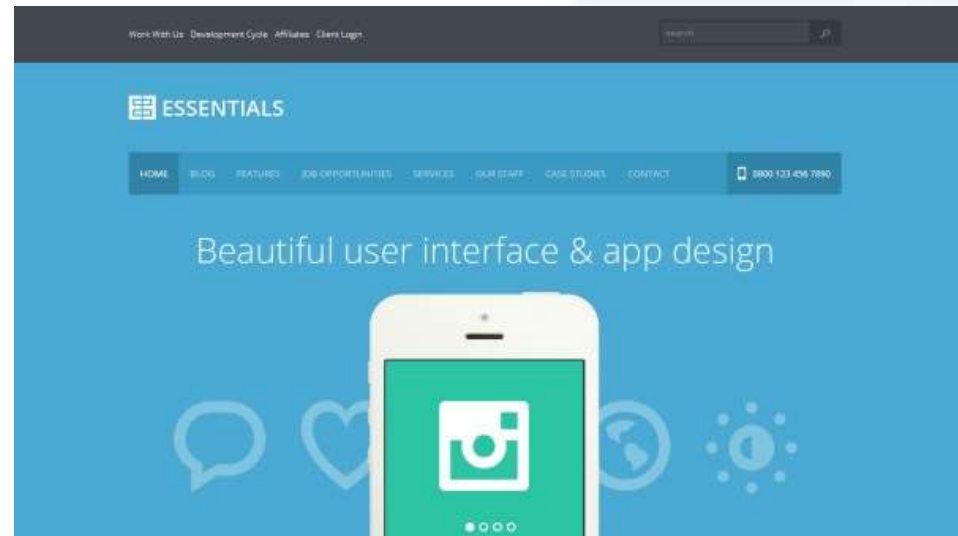 Work With Us Development Cycle Affiliates Client Login
search
ESSENTIALS
HOME BLOG FEATURES JOB OPPORTUNITIES SERVICES OUR STAFF CASE STUDIES CONTACT 0800 123 456 7890
Beautiful user interface & app design